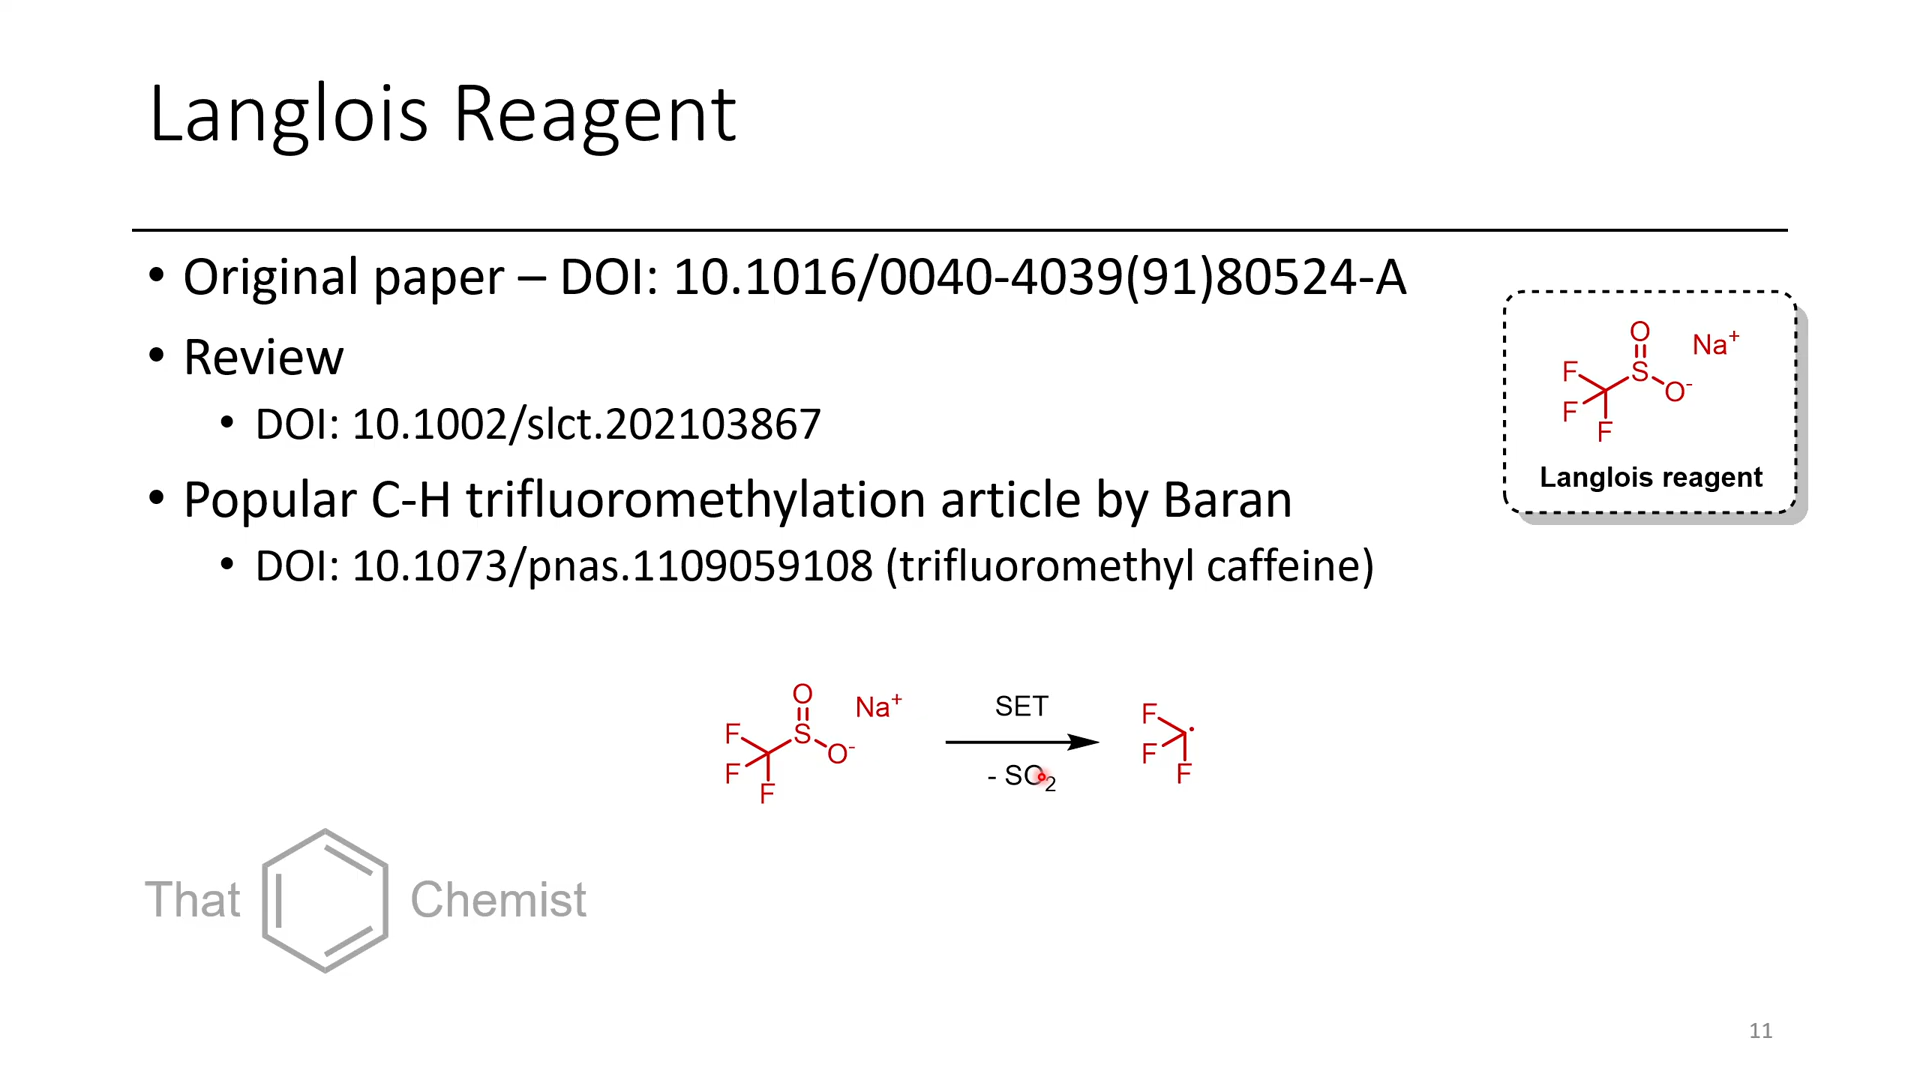 Langlois Reagent
• Original paper – DOI: 10.1016/0040-4039(91)80524-A
• Review
• DOI: 10.1002/slct.202103867
• Popular C-H trifluoromethylation article by Baran
• DOI: 10.1073/pnas.1109059108 (trifluoromethyl caffeine)
O
Na⁺
F
S
O⁻
F
F
Langlois reagent
O
Na⁺
F
S
O⁻
F
F
SET
- SO₂
F
F
F
That Chemist
11